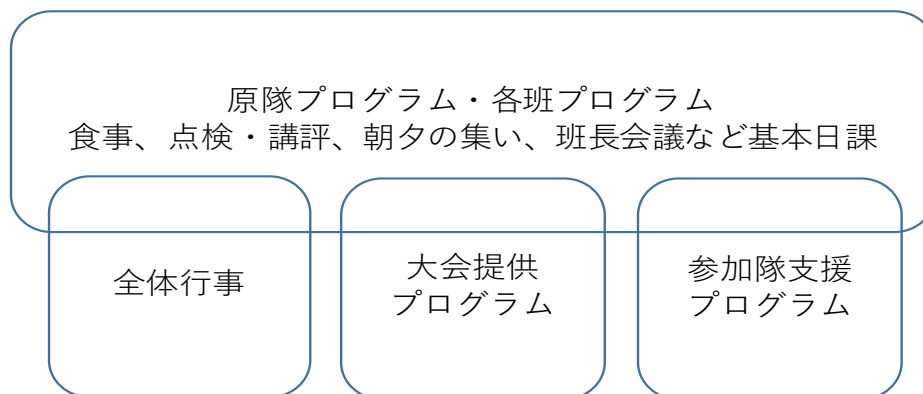 原隊プログラム・各班プログラム
食事、点検・講評、朝夕の集い、班長会議など基本日課
全体行事
大会提供
プログラム
参加隊支援
プログラム